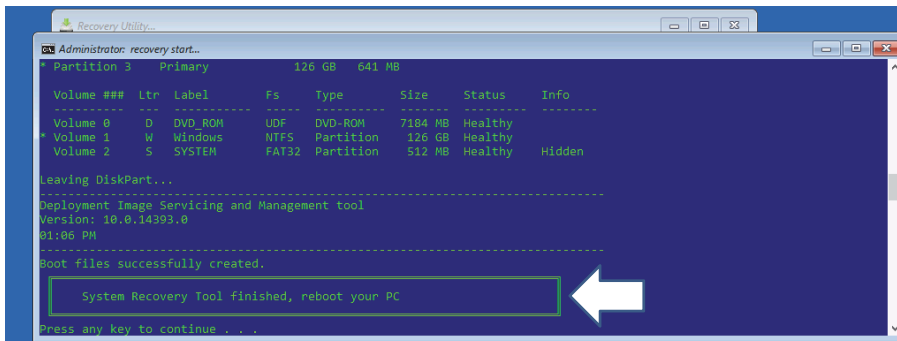 Recovery Utility...
Administrator: recovery start...
* Partition 3    Primary            126 GB   641 MB
Volume ###  Ltr  Label        Fs     Type        Size     Status     Info
----------  ---  -----------  -----  ----------  -------  ---------  --------
Volume 0     D   DVD_ROM      UDF    DVD-ROM     7184 MB  Healthy
* Volume 1     W   Windows      NTFS   Partition    126 GB  Healthy
Volume 2     S   SYSTEM       FAT32  Partition    512 MB  Healthy    Hidden
Leaving DiskPart...
Deployment Image Servicing and Management tool
Version: 10.0.14393.0
01:06 PM
Boot files successfully created.
System Recovery Tool finished, reboot your PC
Press any key to continue . . .